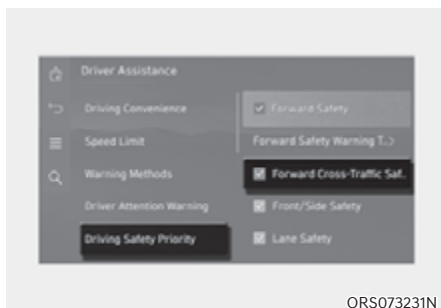 Driver Assistance
Driving Convenience
Speed Limit
Warning Methods
Driver Attention Warning
Driving Safety Priority
Forward Safety
Forward Safety Warning T..>
Forward Cross-Traffic Saf..
Front/Side Safety
Lane Safety
ORS073231N